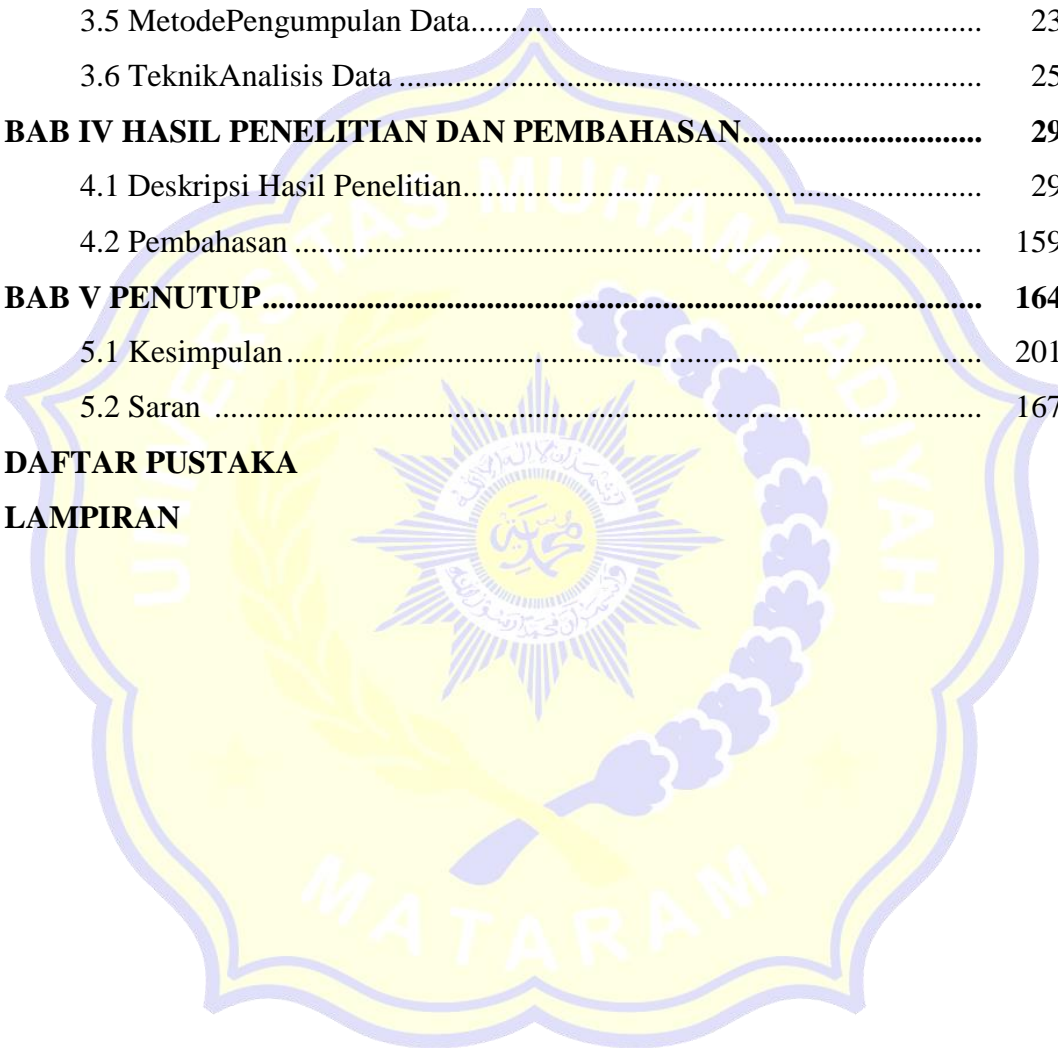 3.5 MetodePengumpulan Data................................................................. 23
3.6 TeknikAnalisis Data .......................................................................... 25
BAB IV HASIL PENELITIAN DAN PEMBAHASAN.............................. 29
4.1 Deskripsi Hasil Penelitian.................................................................. 29
4.2 Pembahasan ....................................................................................... 159
BAB V PENUTUP........................................................................................... 164
5.1 Kesimpulan ........................................................................................ 201
5.2 Saran ................................................................................................. 167
DAFTAR PUSTAKA
LAMPIRAN
UNIVERSITAS MUHAMMADIYAH
MATARAM